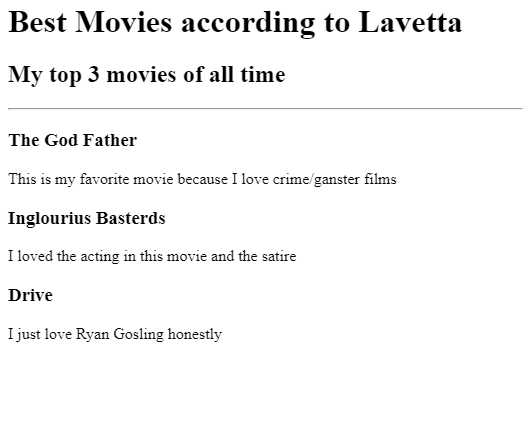 Best Movies according to Lavetta
My top 3 movies of all time
The God Father
This is my favorite movie because I love crime/ganster films
Inglourius Basterds
I loved the acting in this movie and the satire
Drive
I just love Ryan Gosling honestly